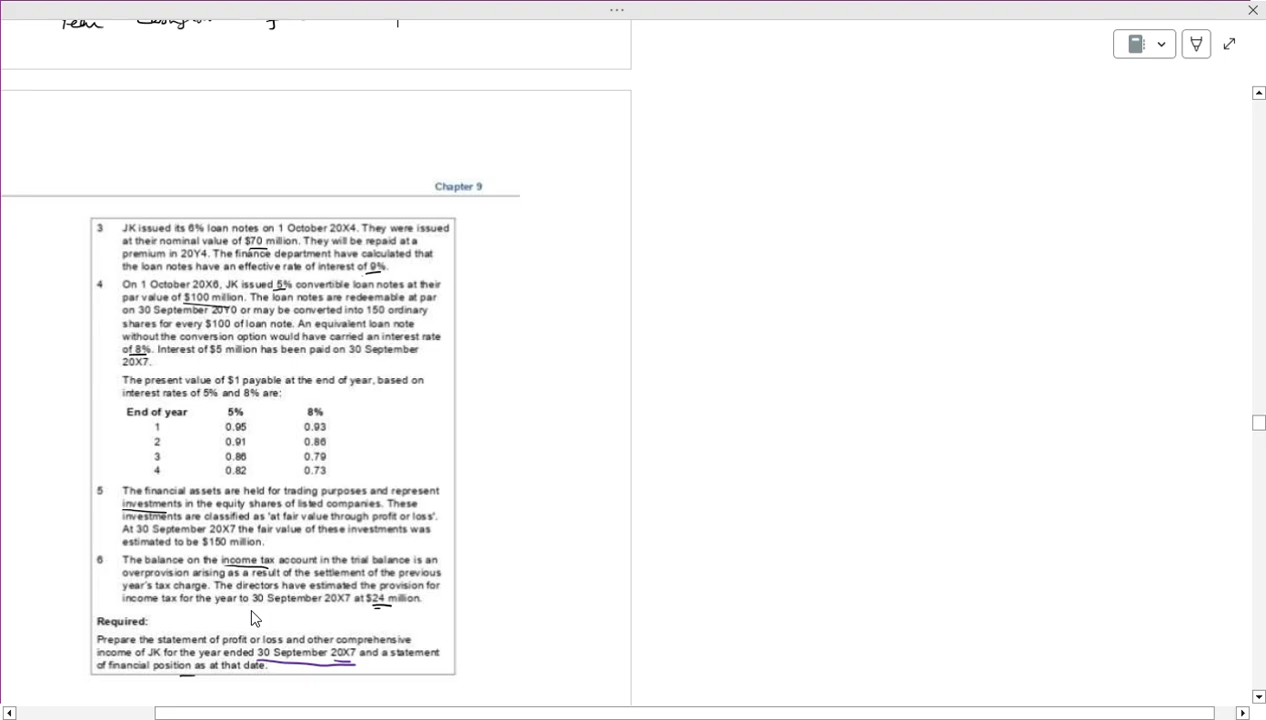 Chapter 9
3 JK issued its 6% loan notes on 1 October 20X4. They were issued
at their nominal value of $70 million. They will be repaid at a
premium in 20Y4. The finance department have calculated that
the loan notes have an effective rate of interest of 9%.
4 On 1 October 20X6, JK issued 5% convertible loan notes at their
par value of $100 million. The loan notes are redeemable at par
on 30 September 20Y0 or may be converted into 150 ordinary
shares for every $100 of loan note. An equivalent loan note
without the conversion option would have carried an interest rate
of 8%. Interest of $5 million has been paid on 30 September
20X7.
The present value of $1 payable at the end of year, based on
interest rates of 5% and 8% are:
End of year 5% 8%
1 0.95 0.93
2 0.91 0.86
3 0.86 0.79
4 0.82 0.73
5 The financial assets are held for trading purposes and represent
investments in the equity shares of listed companies. These
investments are classified as 'at fair value through profit or loss'.
At 30 September 20X7 the fair value of these investments was
estimated to be $150 million.
6 The balance on the income tax account in the trial balance is an
overprovision arising as a result of the settlement of the previous
year's tax charge. The directors have estimated the provision for
income tax for the year to 30 September 20X7 at $24 million.
Required:
Prepare the statement of profit or loss and other comprehensive
income of JK for the year ended 30 September 20X7 and a statement
of financial position as at that date.